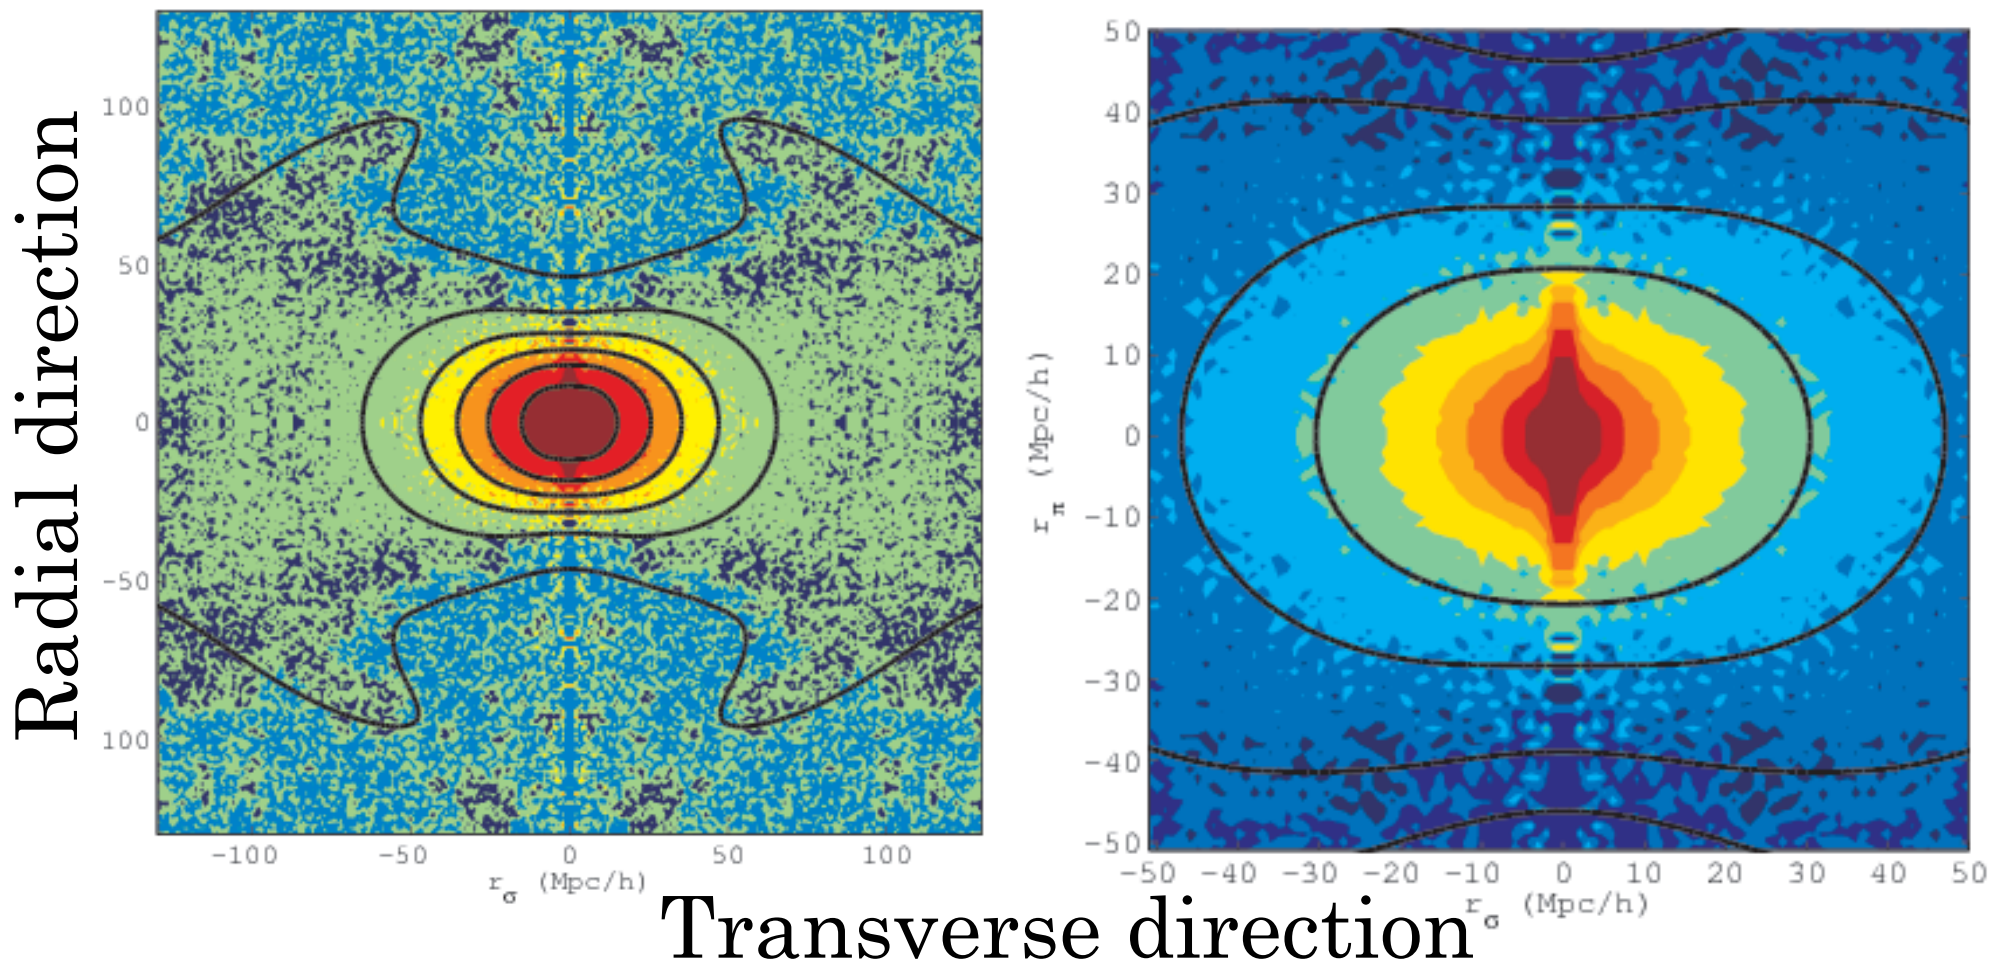 Radial direction
100
50
0
−50
100
−100 −50 0 50 100
r_σ (Mpc/h)
r_π (Mpc/h)
50
40
30
20
10
0
−10
−20
−30
−40
−50
−50 −40 −30 −20 −10 0 10 20 30 40 50
r_σ (Mpc/h)
Transverse direction